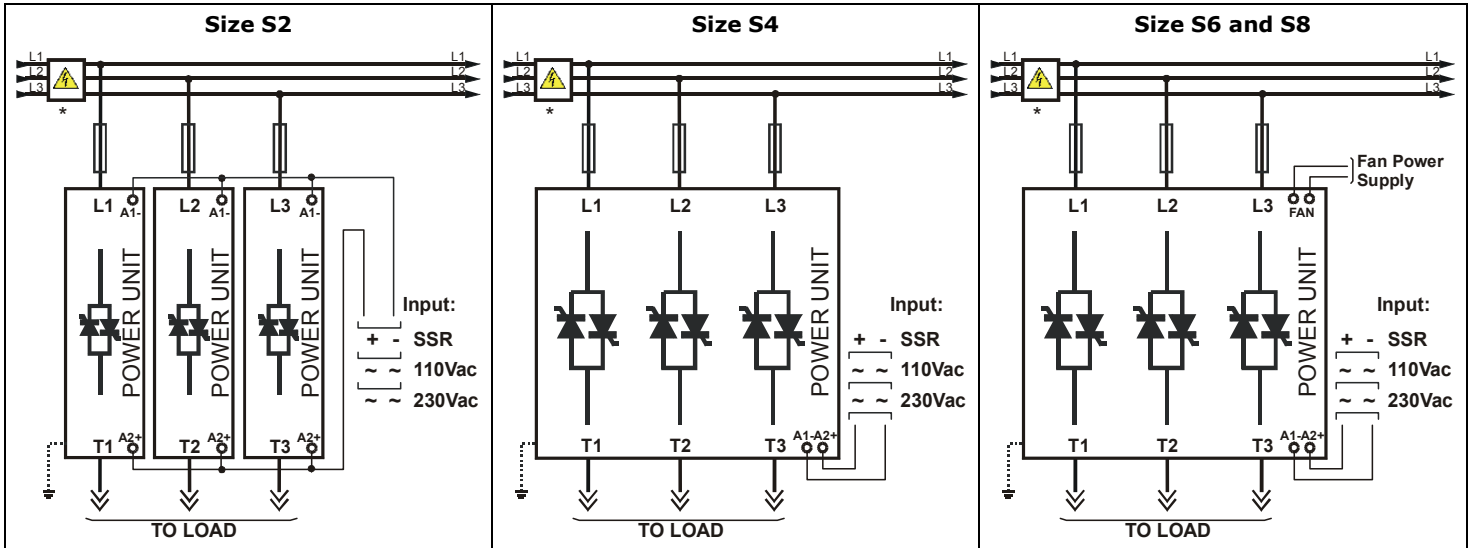 Size S2
L1 L1
L2 L2
L3 L3
*
L1 A1- L2 A1- L3 A1-
POWER UNIT POWER UNIT POWER UNIT
Input:
+ - SSR
~ ~ 110Vac
~ ~ 230Vac
T1 A2+ T2 A2+ T3 A2+
TO LOAD
Size S4
L1 L1
L2 L2
L3 L3
*
L1 L2 L3
POWER UNIT
Input:
+ - SSR
~ ~ 110Vac
~ ~ 230Vac
T1 T2 T3 A1-A2+
TO LOAD
Size S6 and S8
L1 L1
L2 L2
L3 L3
*
Fan Power
Supply
L1 L2 L3 FAN
POWER UNIT
Input:
+ - SSR
~ ~ 110Vac
~ ~ 230Vac
T1 T2 T3 A1-A2+
TO LOAD